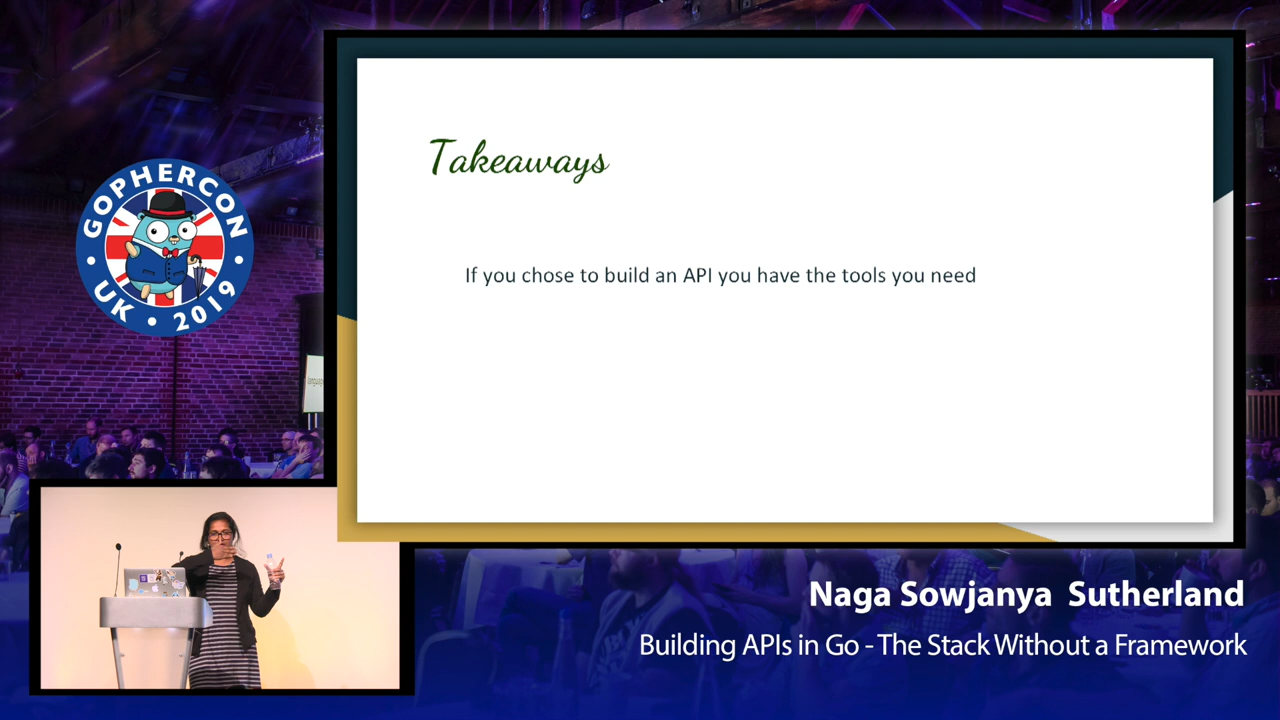 GOPHERCON
UK • 2019
Takeaways
If you chose to build an API you have the tools you need
Naga Sowjanya Sutherland
Building APIs in Go - The Stack Without a Framework